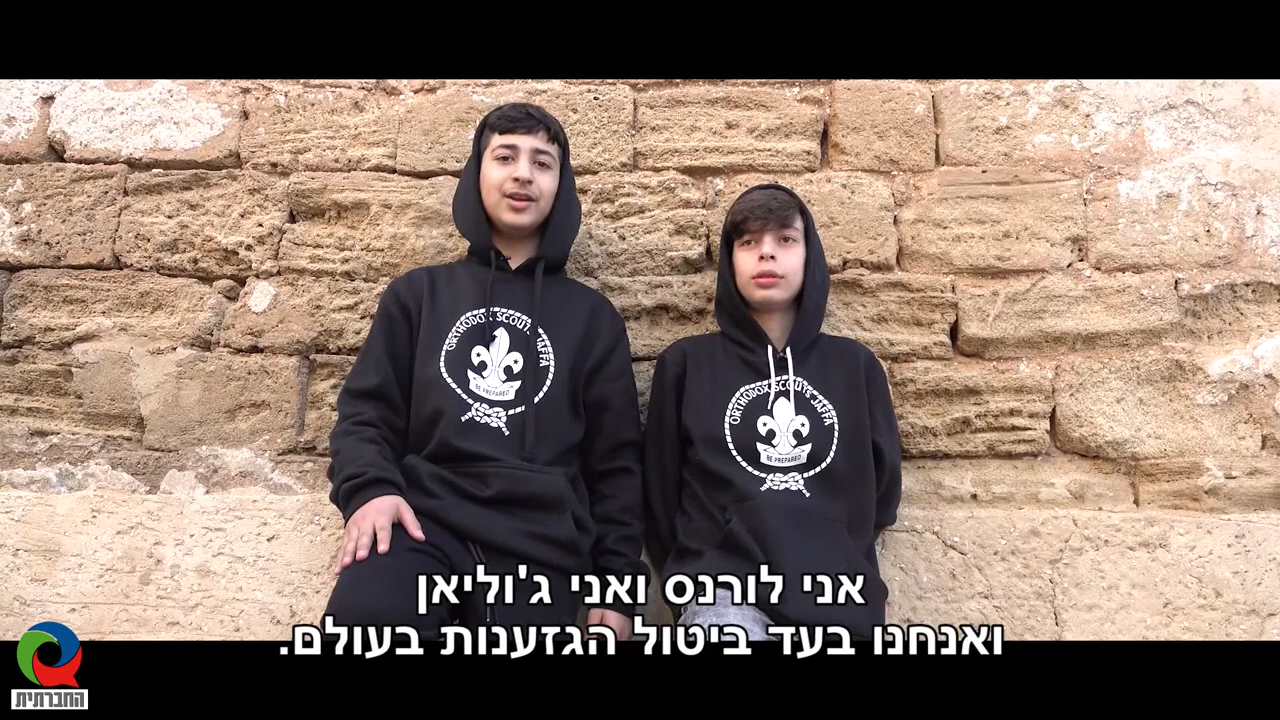 ORTHODOX SCOUTS JAFFA
BE PREPARED
ORTHODOX SCOUTS JAFFA
BE PREPARED
אני לורנס ואני ג'וליאן
ואנחנו בעד ביטול הגזענות בעולם.
החברתית